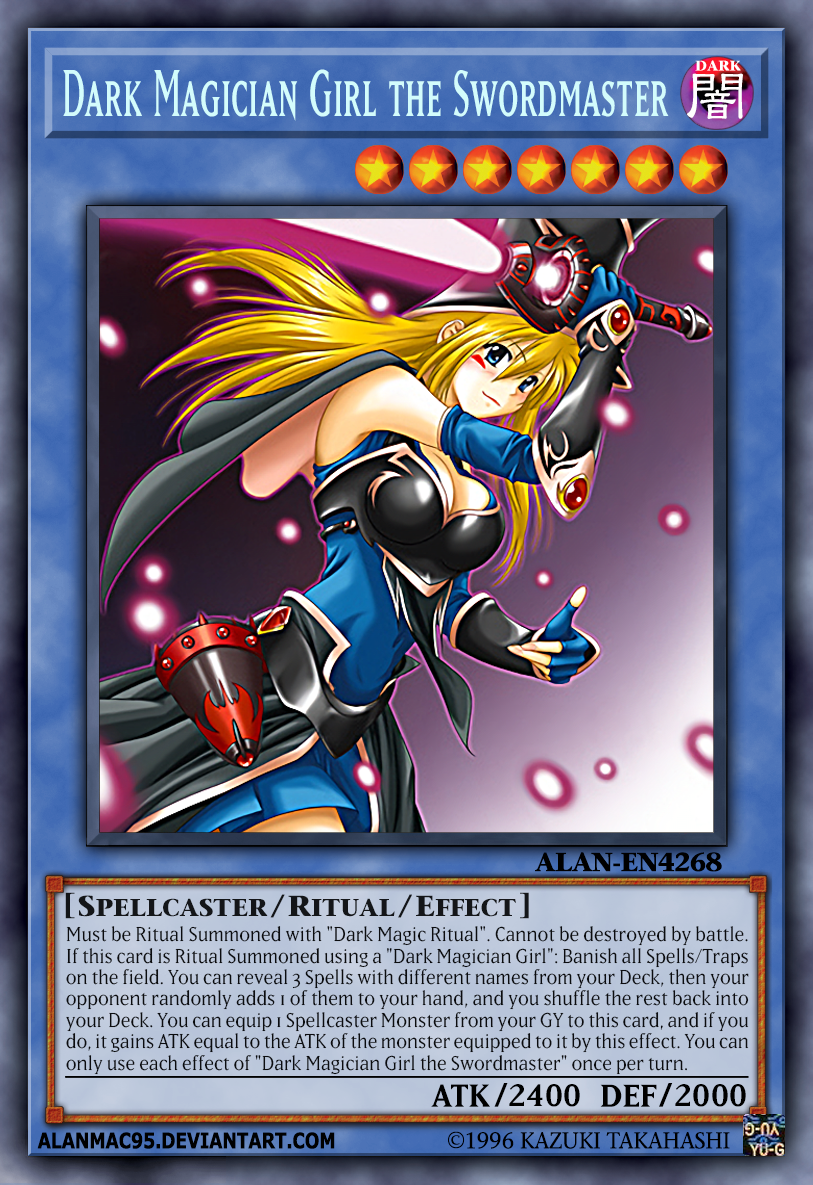 Dark Magician Girl the Swordmaster
DARK
闇
ALAN-EN4268
[Spellcaster/Ritual/Effect]
Must be Ritual Summoned with "Dark Magic Ritual". Cannot be destroyed by battle.
If this card is Ritual Summoned using a "Dark Magician Girl": Banish all Spells/Traps
on the field. You can reveal 3 Spells with different names from your Deck, then your
opponent randomly adds 1 of them to your hand, and you shuffle the rest back into
your Deck. You can equip 1 Spellcaster Monster from your GY to this card, and if you
do, it gains ATK equal to the ATK of the monster equipped to it by this effect. You can
only use each effect of "Dark Magician Girl the Swordmaster" once per turn.
ATK/2400 DEF/2000
ALANMAC95.DEVIANTART.COM
©1996 KAZUKI TAKAHASHI
YU-G
YU-G